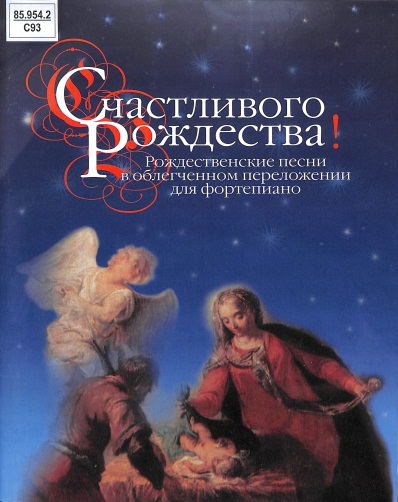 85.954.2
С93
Счастливого
Рождества!
Рождественские песни
в облегченном переложении
для фортепиано